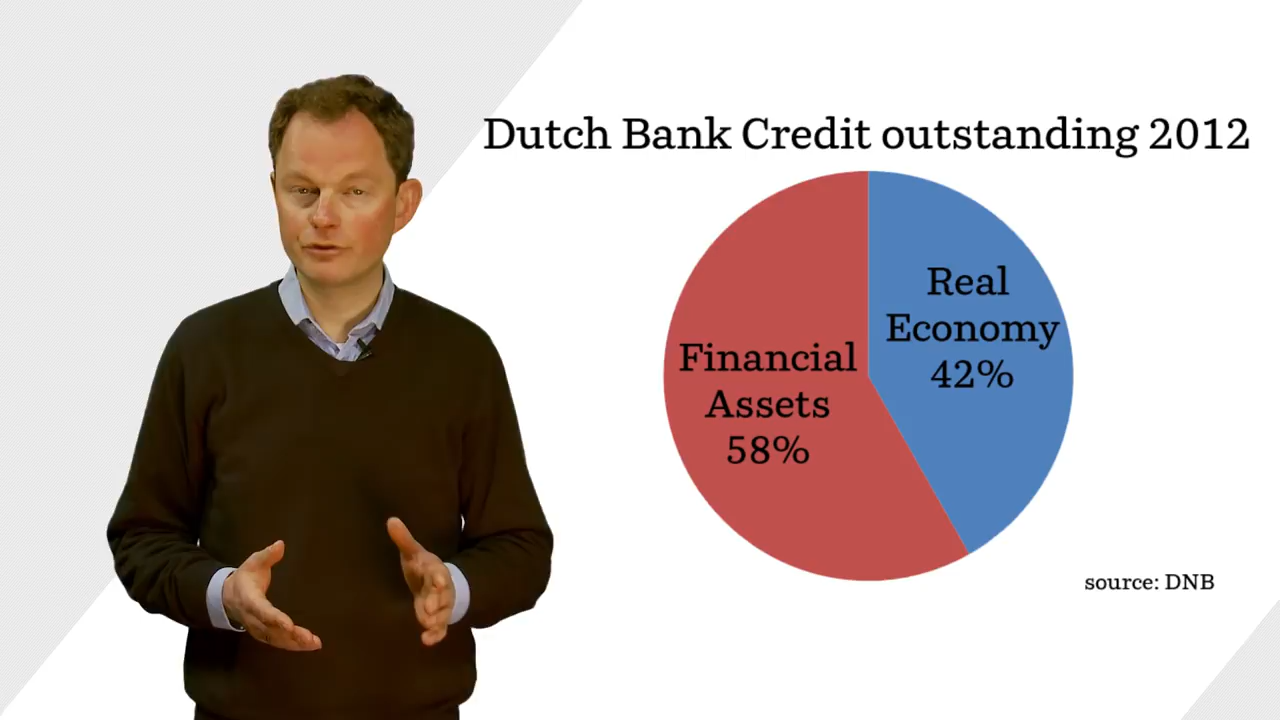 Dutch Bank Credit outstanding 2012
Real
Economy
42%
Financial
Assets
58%
source: DNB